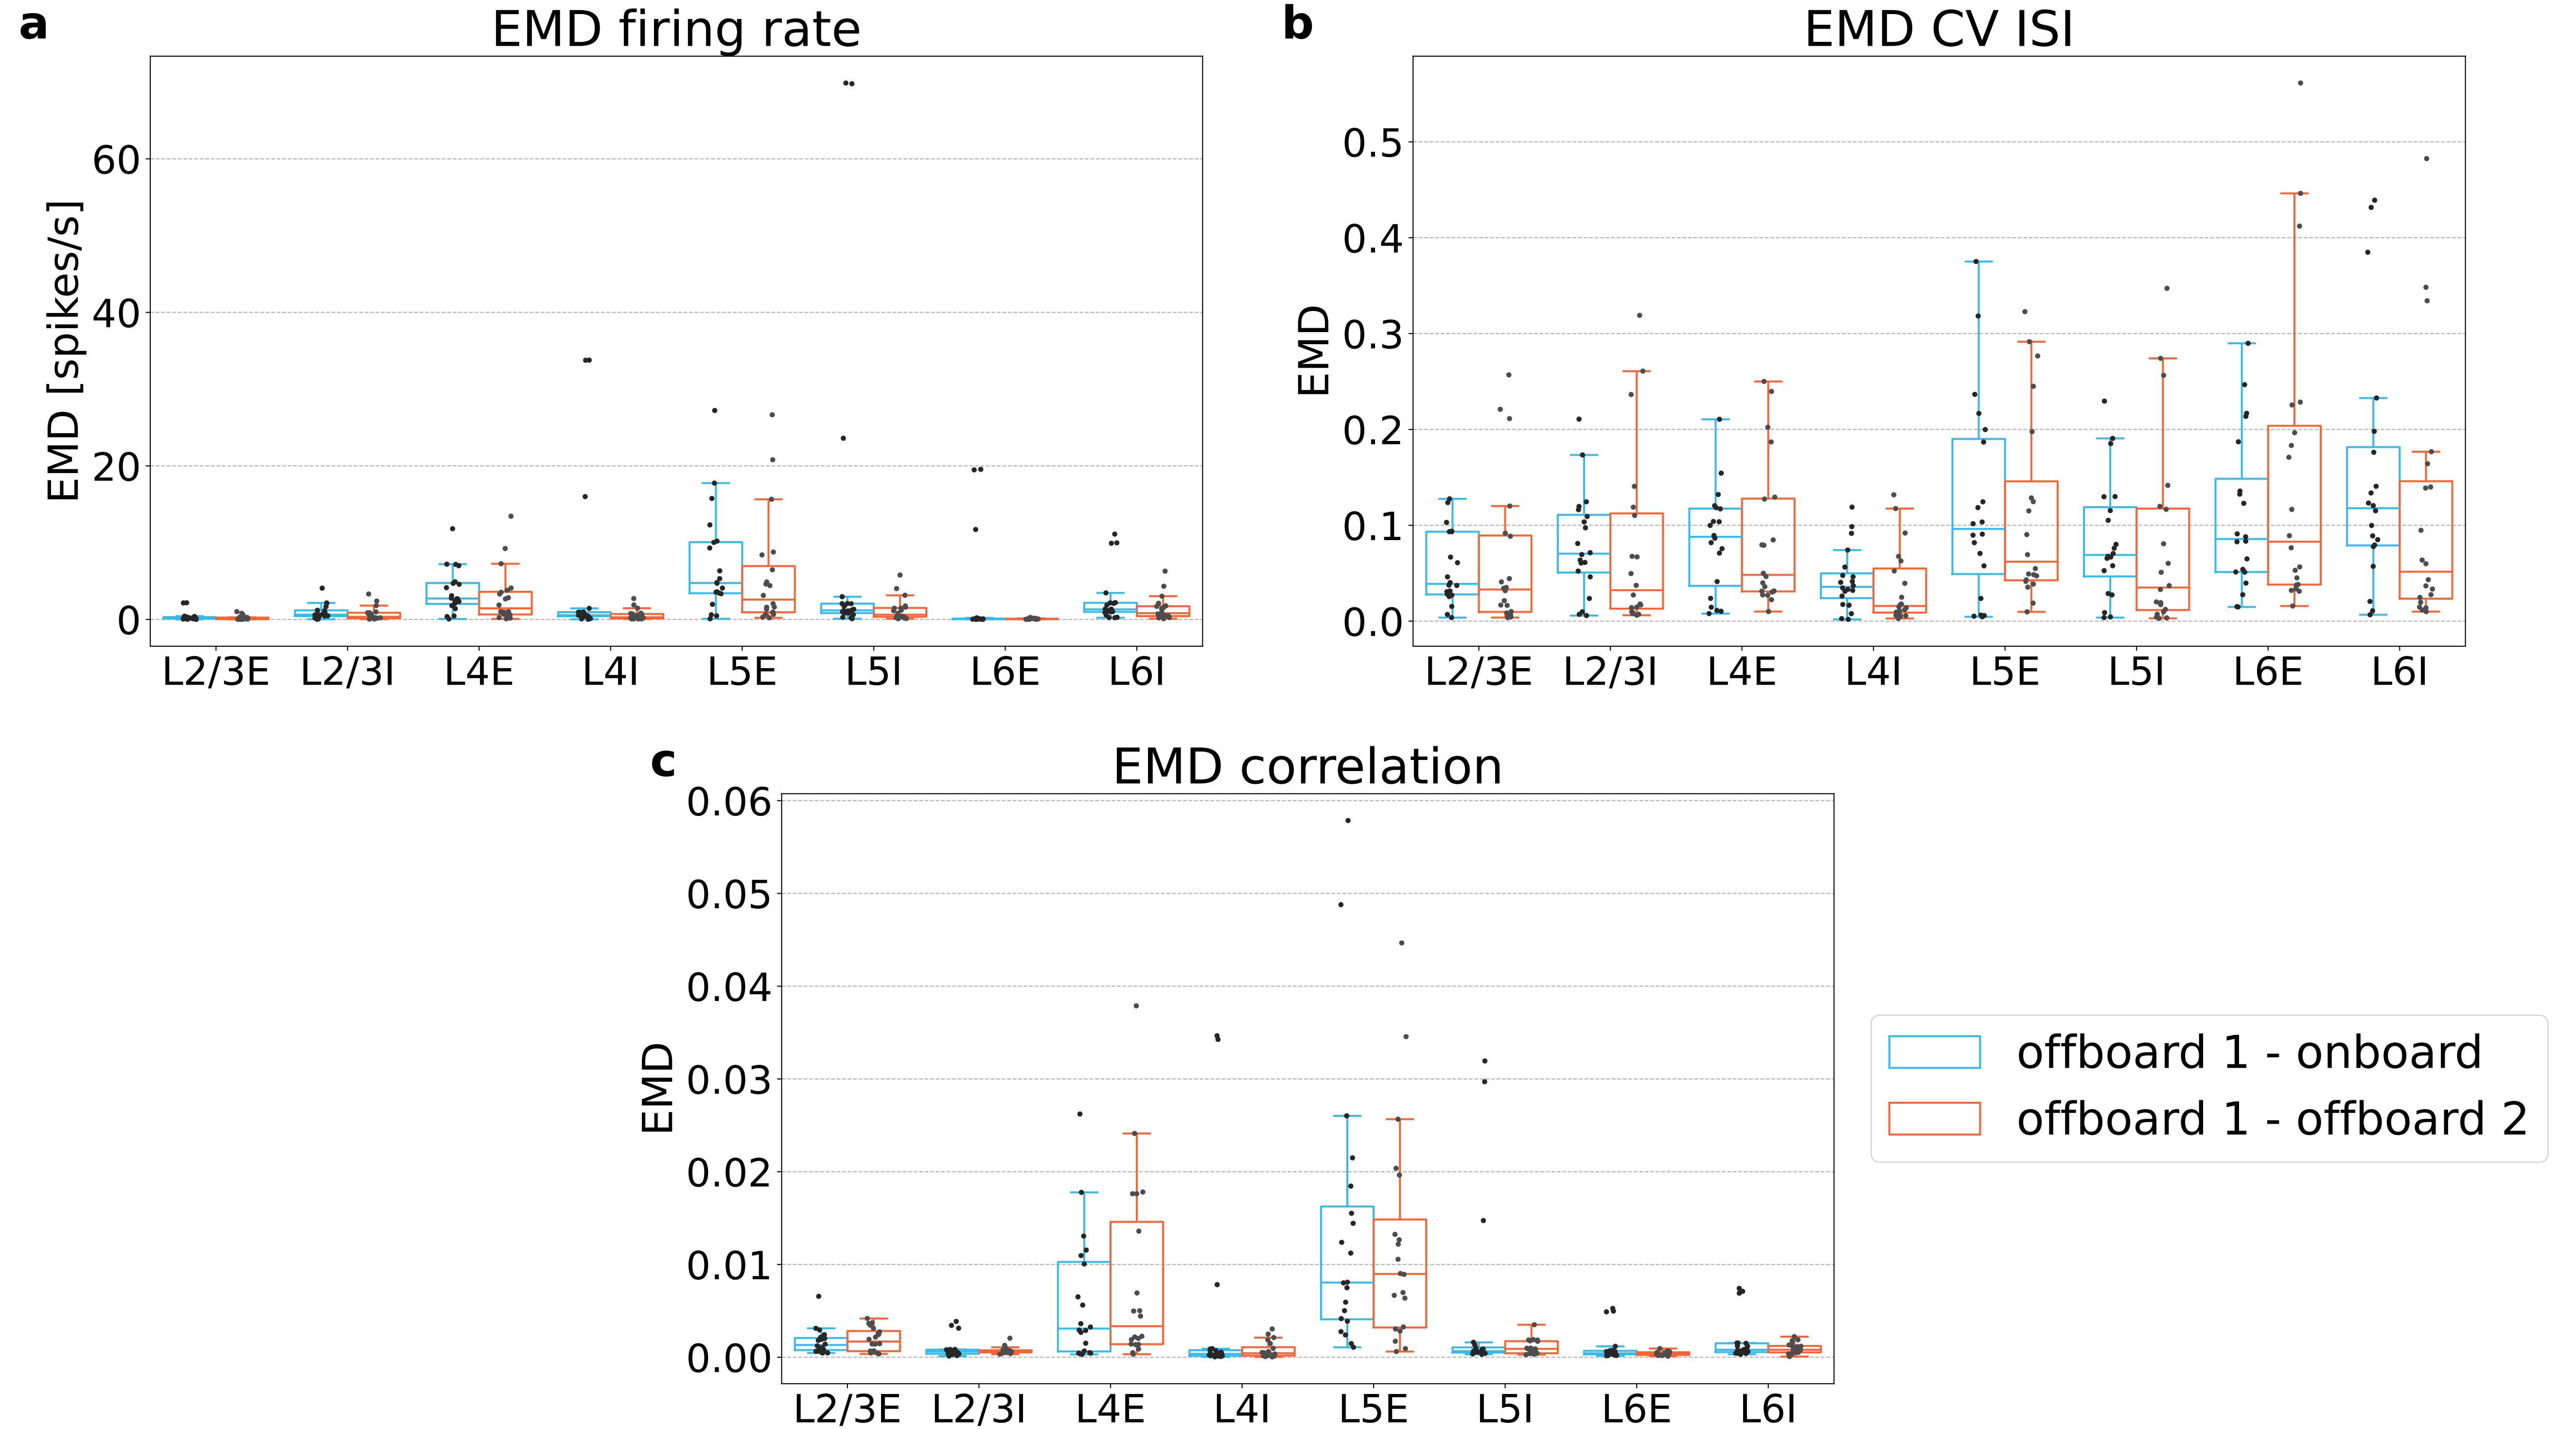 a
EMD firing rate
EMD [spikes/s]
60
40
20
0
L2/3E L2/3I L4E L4I L5E L5I L6E L6I
b
EMD CV ISI
EMD
0.5
0.4
0.3
0.2
0.1
0.0
L2/3E L2/3I L4E L4I L5E L5I L6E L6I
c
EMD correlation
EMD
0.06
0.05
0.04
0.03
0.02
0.01
0.00
L2/3E L2/3I L4E L4I L5E L5I L6E L6I
offboard 1 - onboard
offboard 1 - offboard 2